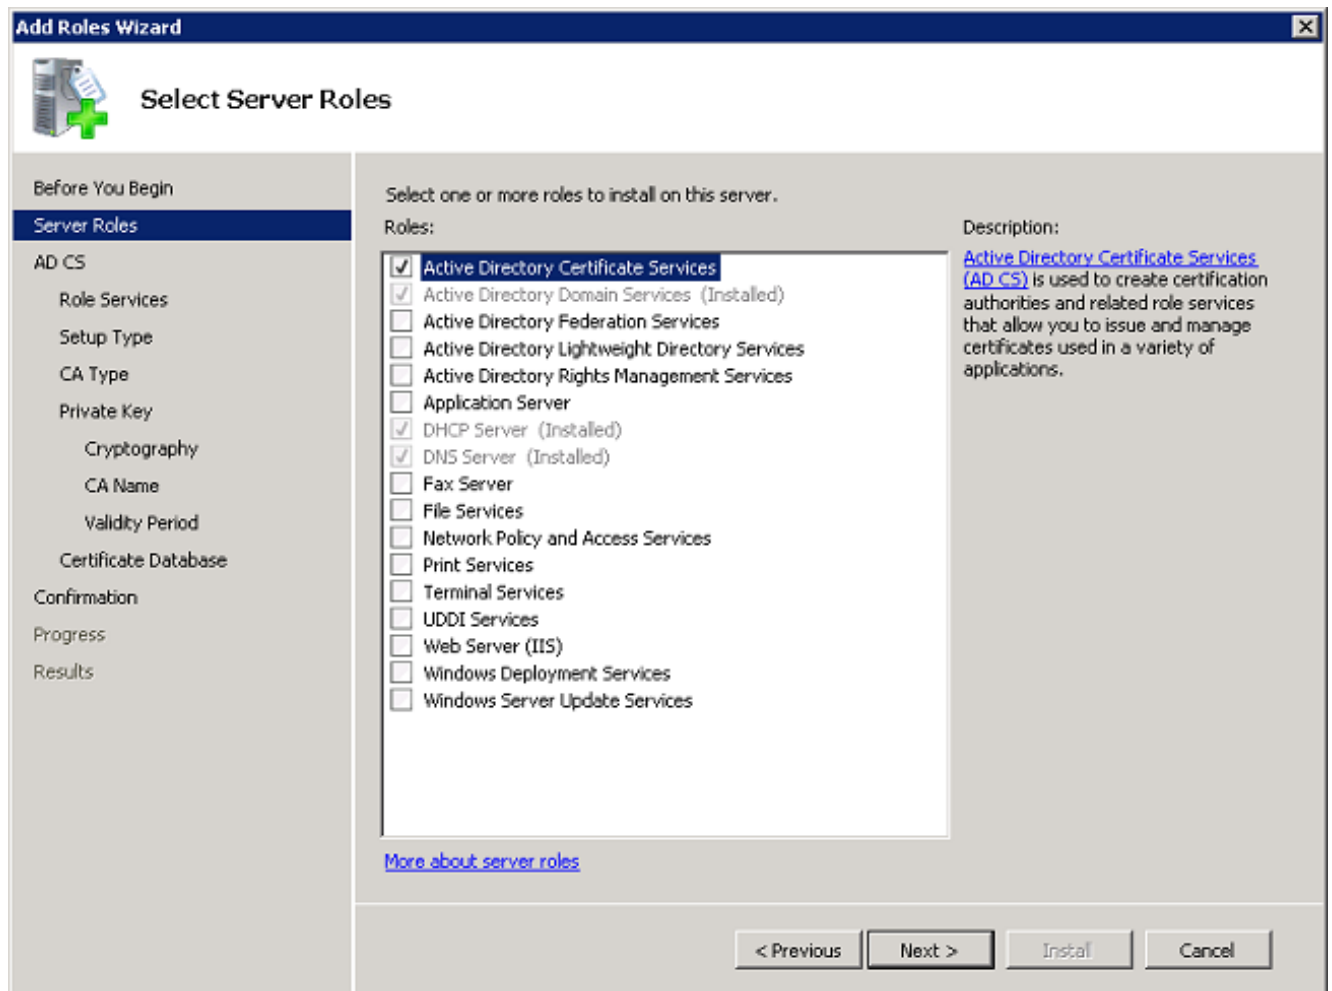 Add Roles Wizard
Select Server Roles
Before You Begin
Server Roles
AD CS
Role Services
Setup Type
CA Type
Private Key
Cryptography
CA Name
Validity Period
Certificate Database
Confirmation
Progress
Results
Select one or more roles to install on this server.
Roles:
Active Directory Certificate Services
Active Directory Domain Services (Installed)
Active Directory Federation Services
Active Directory Lightweight Directory Services
Active Directory Rights Management Services
Application Server
DHCP Server (Installed)
DNS Server (Installed)
Fax Server
File Services
Network Policy and Access Services
Print Services
Terminal Services
UDDI Services
Web Server (IIS)
Windows Deployment Services
Windows Server Update Services
More about server roles
Description:
Active Directory Certificate Services
(AD CS) is used to create certification
authorities and related role services
that allow you to issue and manage
certificates used in a variety of
applications.
< Previous
Next >
Install
Cancel